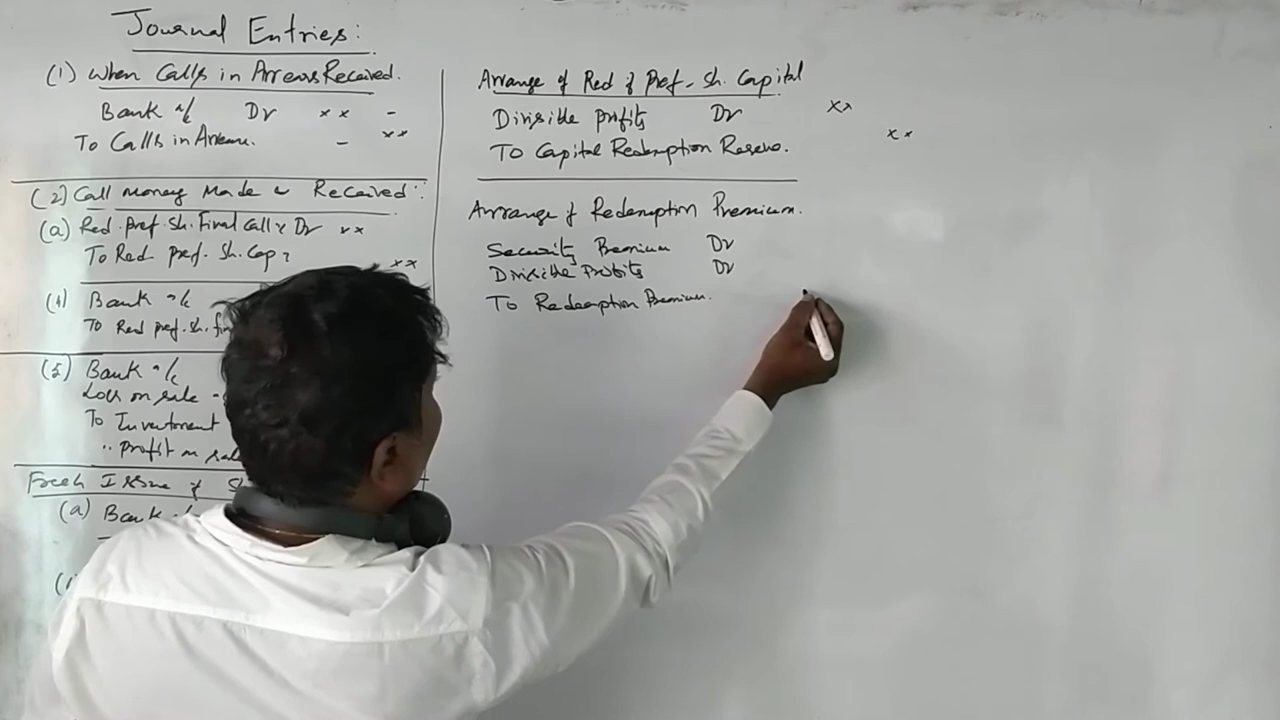 Journal Entries:
(1) When Calls in Arrears Received.
Bank a/c Dr xx -
To Calls in Arrears. - xx
(2) Call money Made & Received:
(a) Red. Pref. Sh. Final Call Dr xx
To Red. pref. Sh. Cap xx
(4) Bank a/c
To Red pref. sh. fin
(5) Bank a/c
Loss on sale
To Investment
" profit on sale
Fresh Issue of S
(a) Bank a/c
Arrange of Red of Pref. Sh. Capital
Divisible profits Dr xx
To Capital Redemption Reserve. xx
Arrange of Redemption Premium.
Security Premium Dr
Divisible Profits Dr
To Redemption Premium.